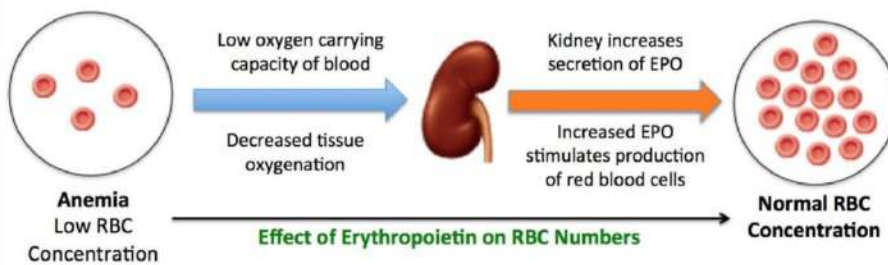 Low oxygen carrying
capacity of blood
Decreased tissue
oxygenation
Kidney increases
secretion of EPO
Increased EPO
stimulates production
of red blood cells
Anemia
Low RBC
Concentration
Effect of Erythropoietin on RBC Numbers
Normal RBC
Concentration